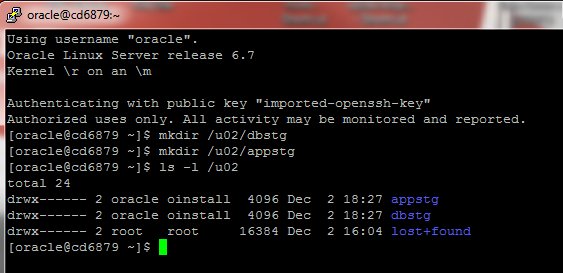 oracle@cd6879:~
Using username "oracle".
Oracle Linux Server release 6.7
Kernel \r on an \m
Authenticating with public key "imported-openssh-key"
Authorized uses only. All activity may be monitored and reported.
[oracle@cd6879 ~]$ mkdir /u02/dbstg
[oracle@cd6879 ~]$ mkdir /u02/appstg
[oracle@cd6879 ~]$ ls -l /u02
total 24
drwx------ 2 oracle oinstall  4096 Dec  2 18:27 appstg
drwx------ 2 oracle oinstall  4096 Dec  2 18:27 dbstg
drwx------ 2 root   root     16384 Dec  2 16:04 lost+found
[oracle@cd6879 ~]$